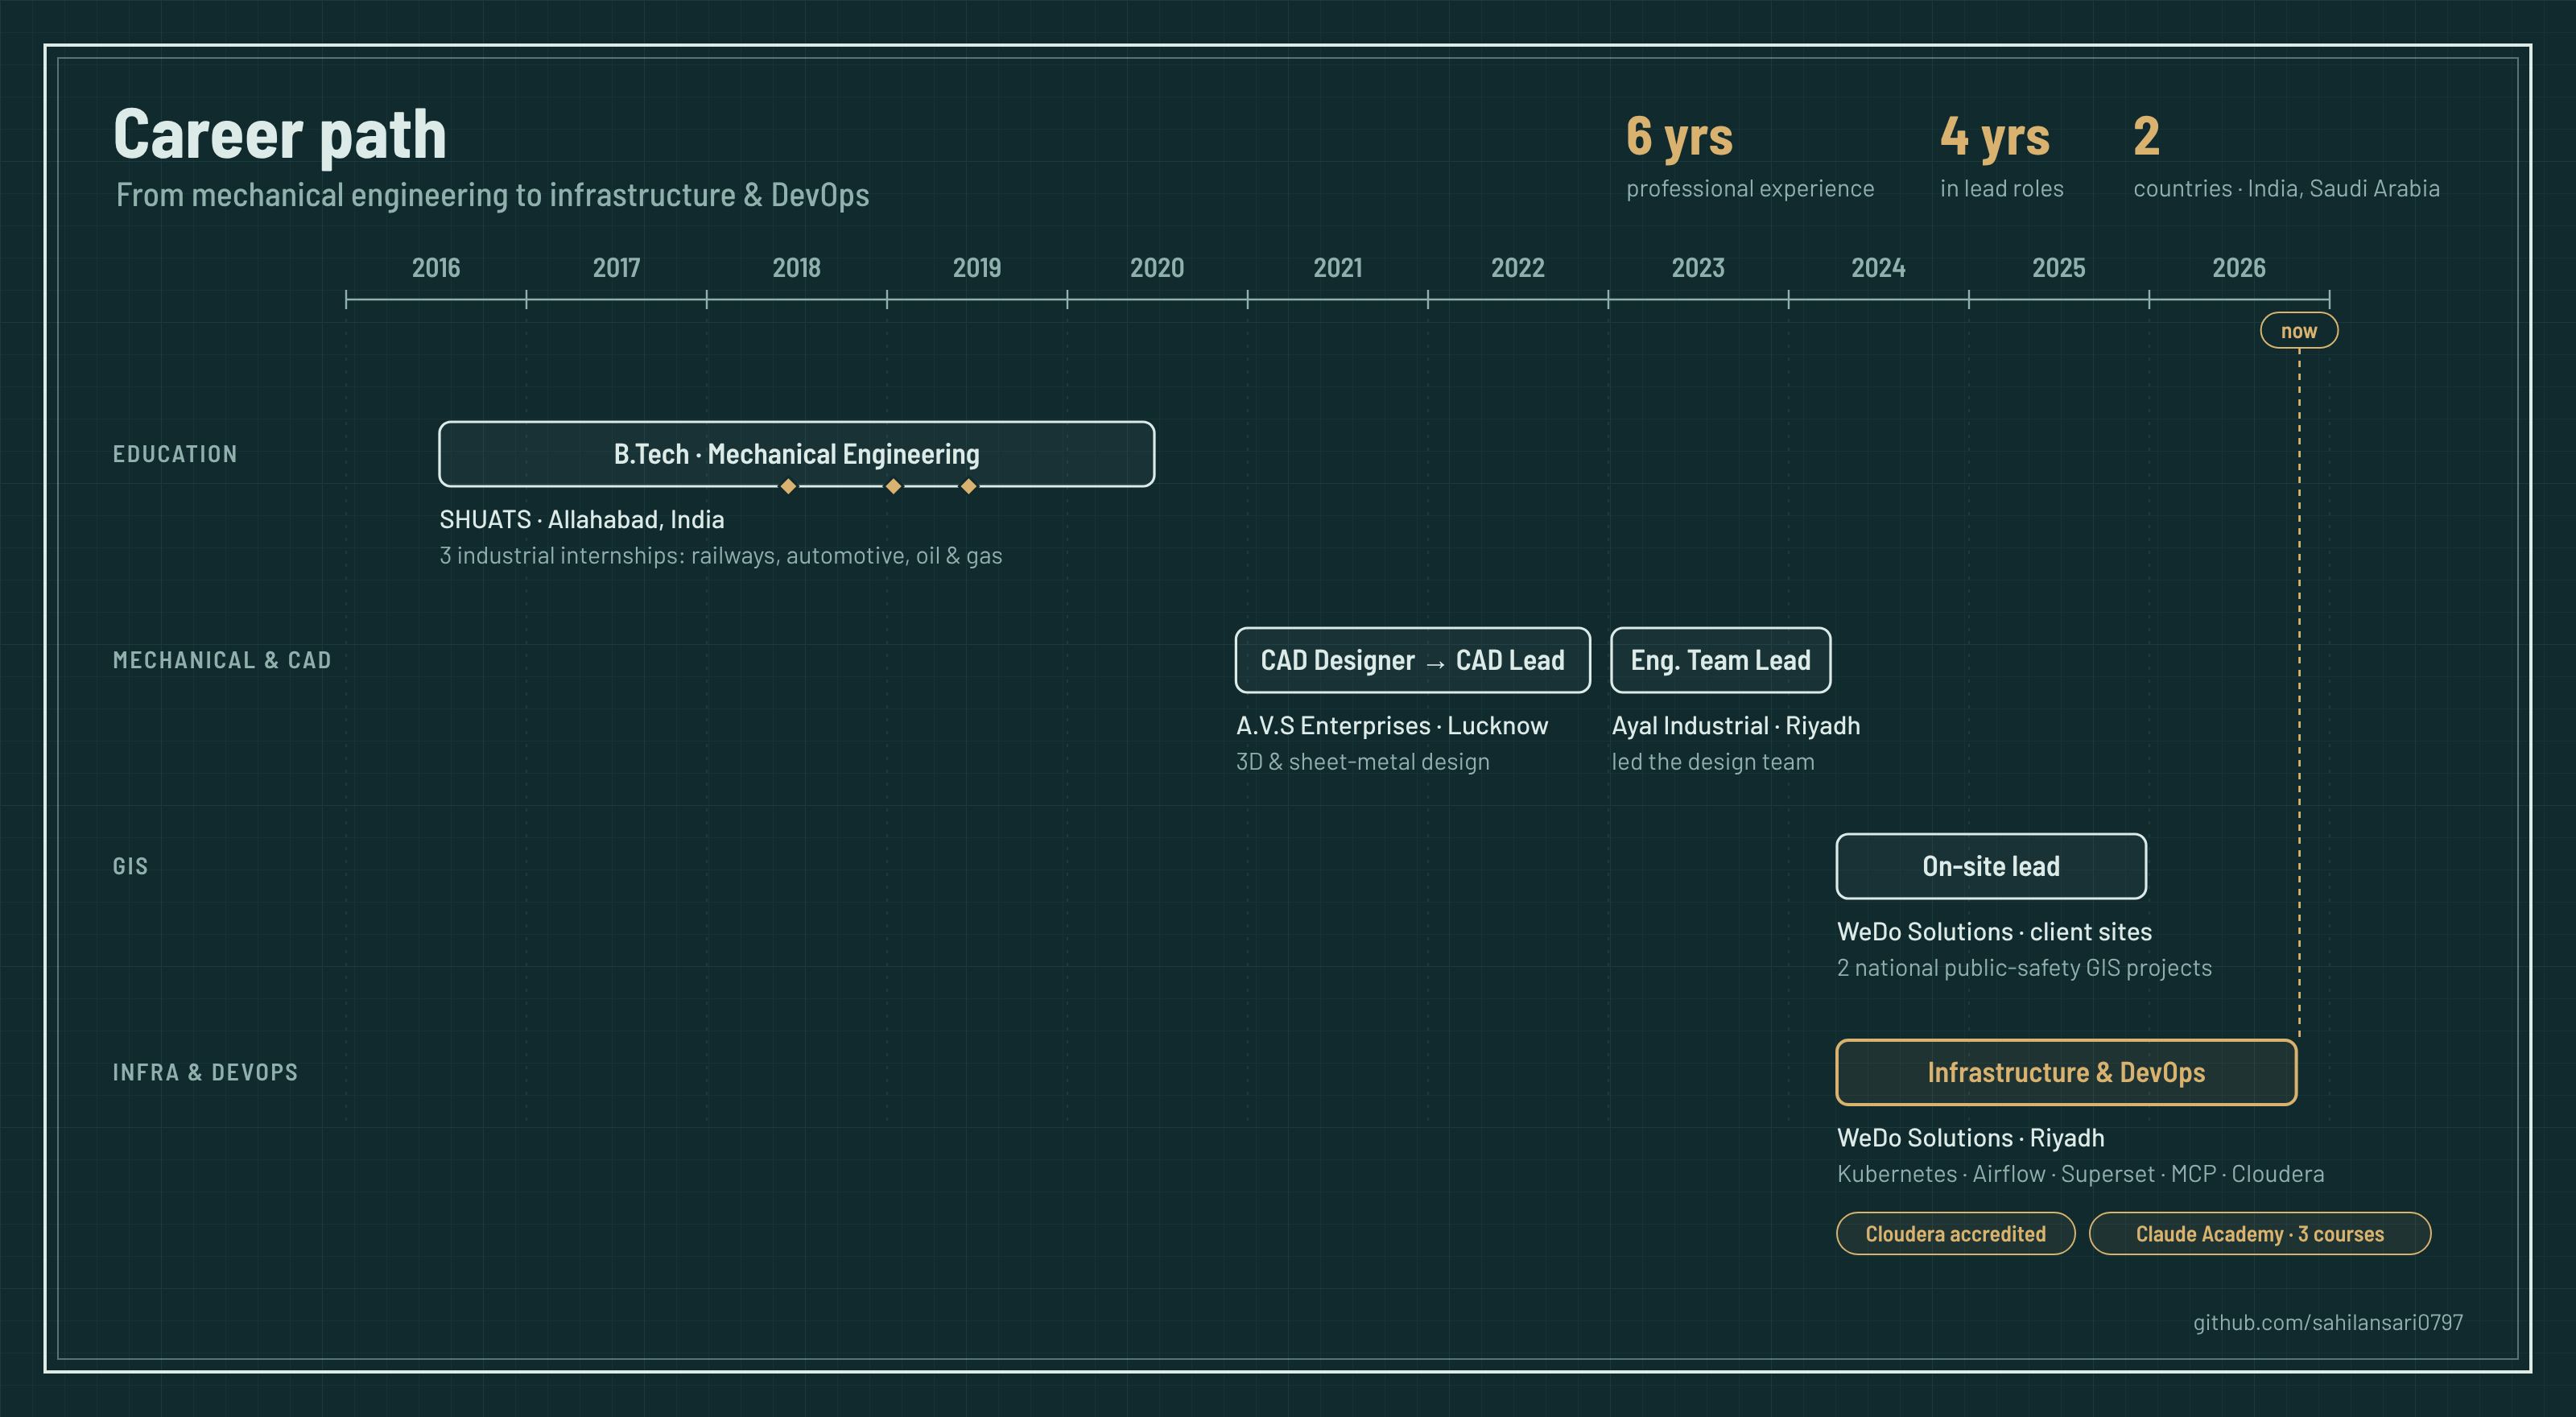 Career path
From mechanical engineering to infrastructure & DevOps
6 yrs
professional experience
4 yrs
in lead roles
2
countries · India, Saudi Arabia
2016 2017 2018 2019 2020 2021 2022 2023 2024 2025 2026
now
EDUCATION
B.Tech · Mechanical Engineering
SHUATS · Allahabad, India
3 industrial internships: railways, automotive, oil & gas
MECHANICAL & CAD
CAD Designer → CAD Lead
A.V.S Enterprises · Lucknow
3D & sheet-metal design
Eng. Team Lead
Ayal Industrial · Riyadh
led the design team
GIS
On-site lead
WeDo Solutions · client sites
2 national public-safety GIS projects
INFRA & DEVOPS
Infrastructure & DevOps
WeDo Solutions · Riyadh
Kubernetes · Airflow · Superset · MCP · Cloudera
Cloudera accredited
Claude Academy · 3 courses
github.com/sahilansari0797